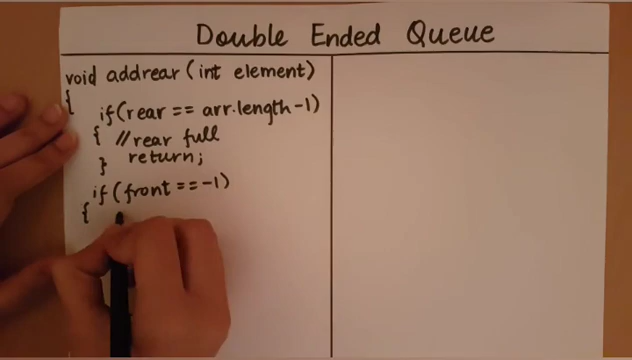 Double Ended Queue
void addrear (int element)
{
if(rear == arr.length-1)
{ //rear full
return;
}
if (front == -1)
{